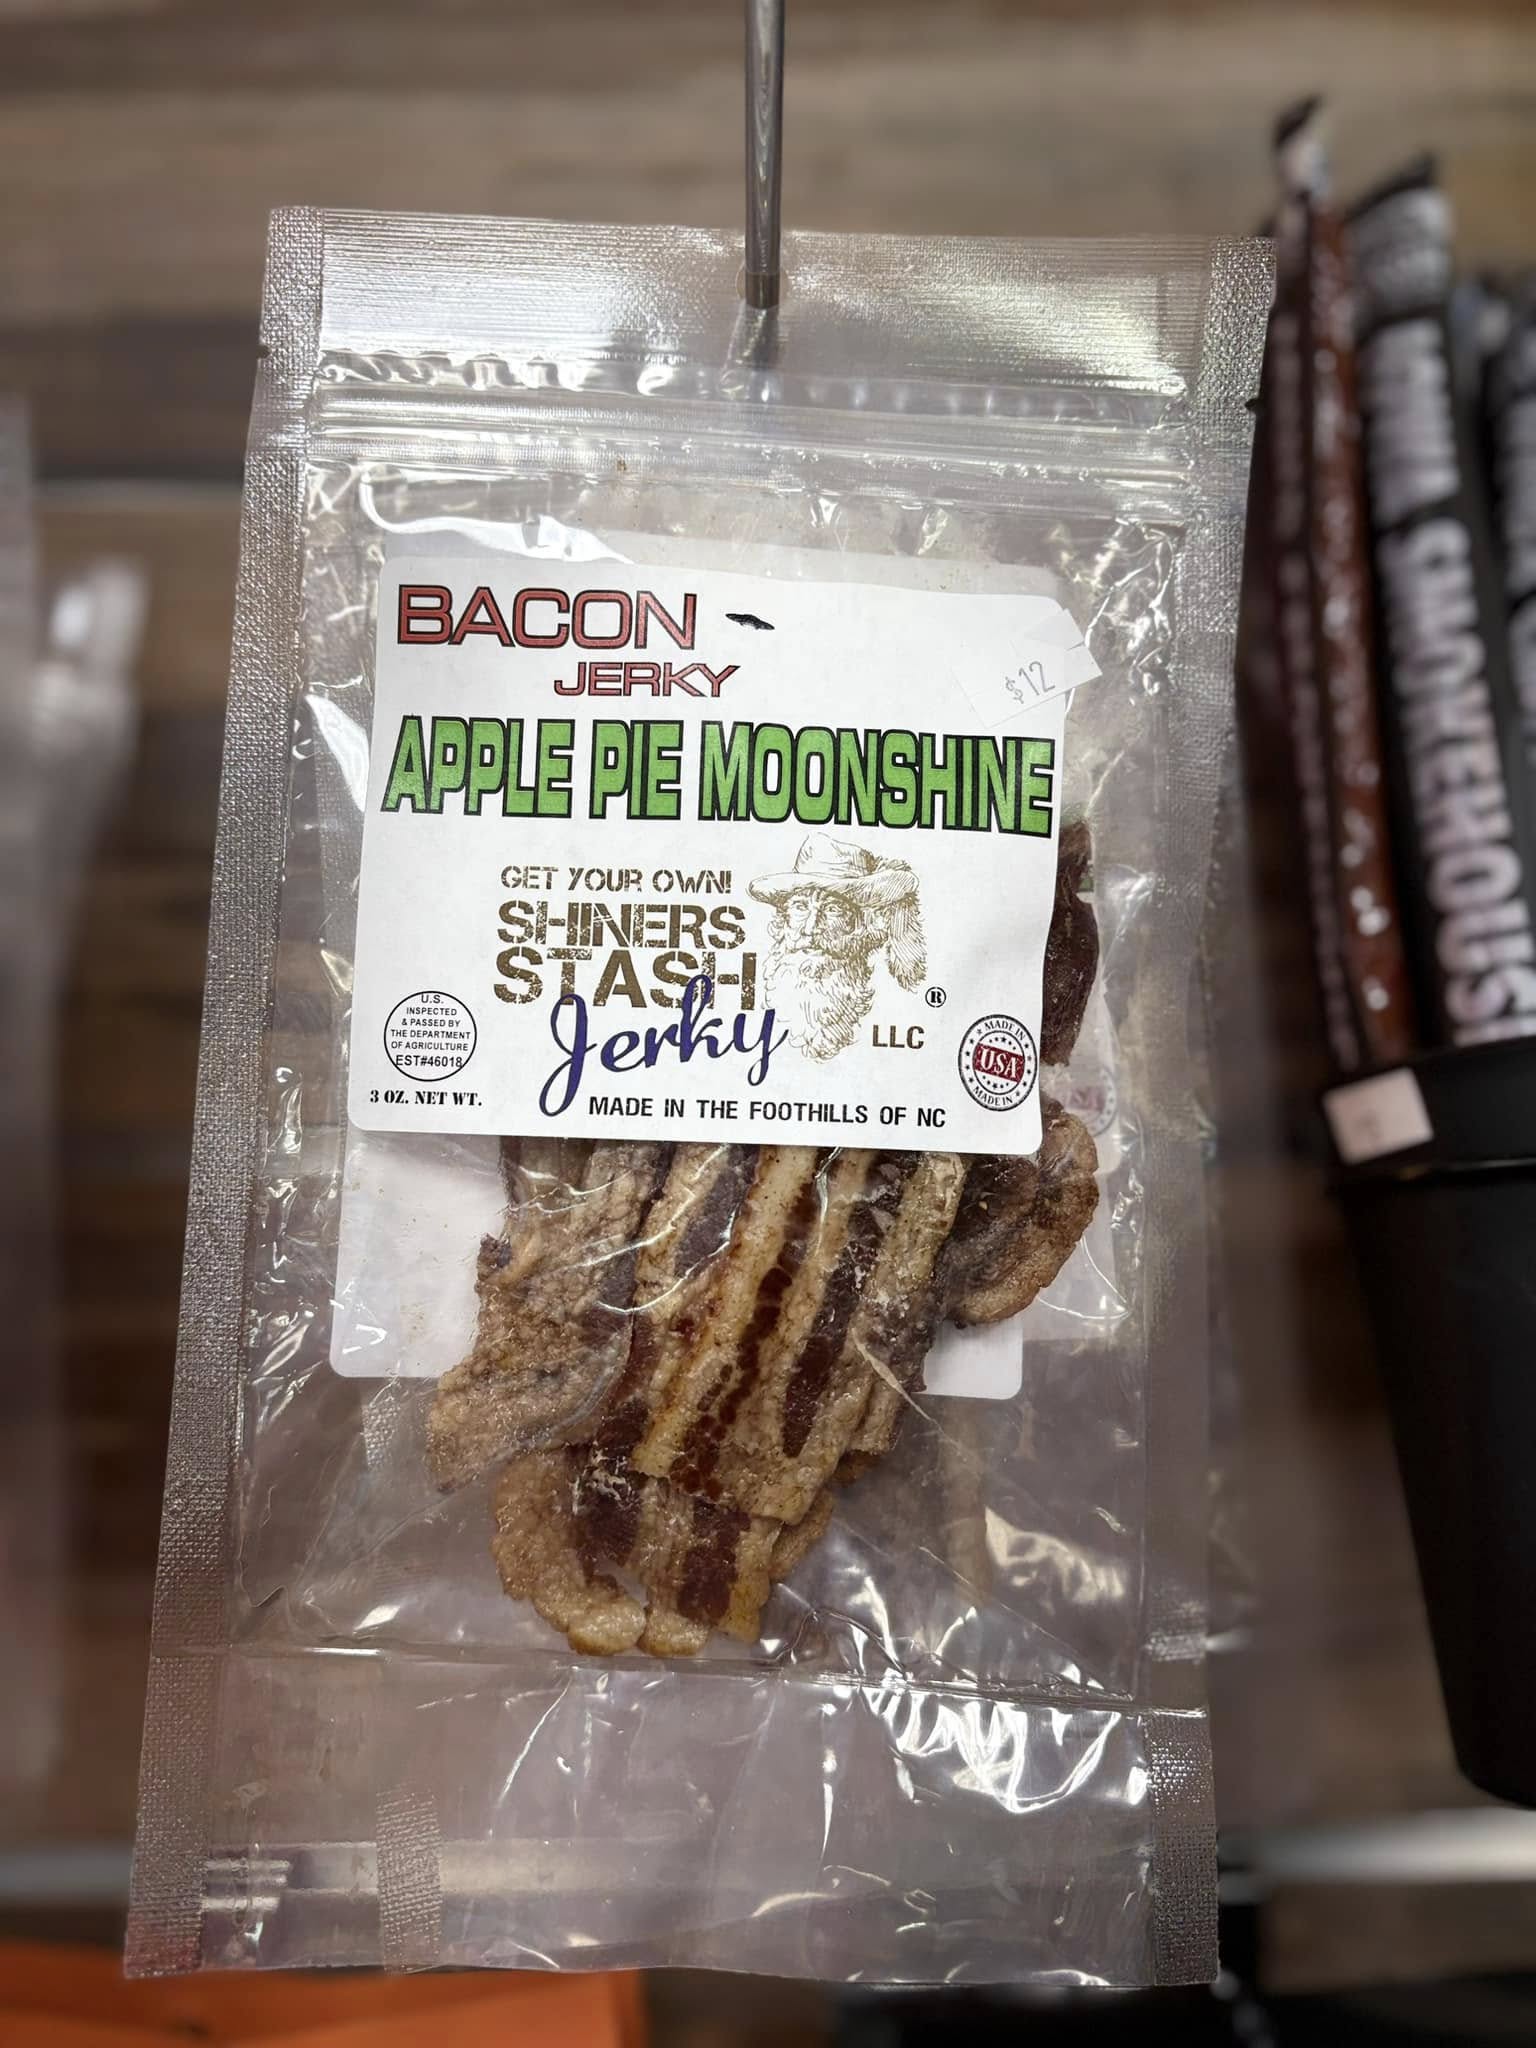 BACON
JERKY
$12
APPLE PIE MOONSHINE
GET YOUR OWN!
SHINERS
STASH
Jerky
®
LLC
U.S.
INSPECTED
& PASSED BY
THE DEPARTMENT
OF AGRICULTURE
EST#46018
3 OZ. NET WT.
MADE IN
USA
MADE IN
MADE IN THE FOOTHILLS OF NC
SMOKEHOUSE